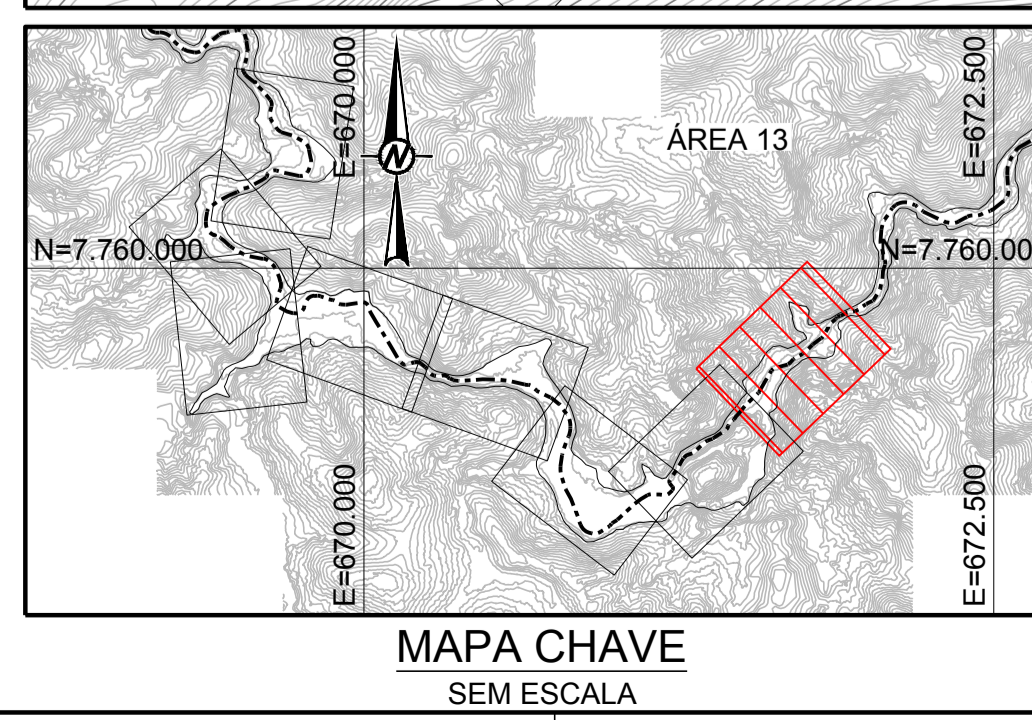 E=670.000
E=672.500
ÁREA 13
N
N=7.760.000
N=7.760.00
E=670.000
E=672.500
MAPA CHAVE
SEM ESCALA